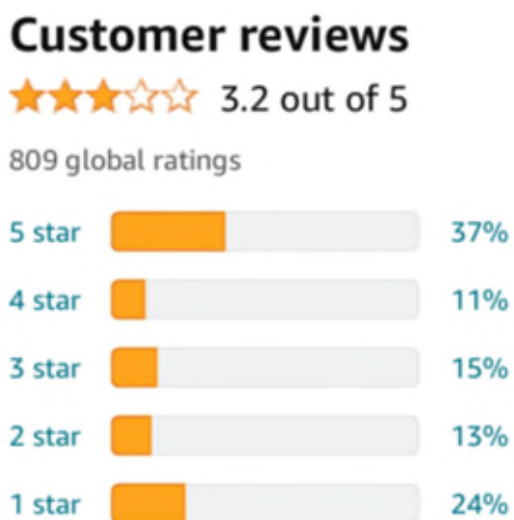 Customer reviews
3.2 out of 5
809 global ratings
5 star 37%
4 star 11%
3 star 15%
2 star 13%
1 star 24%